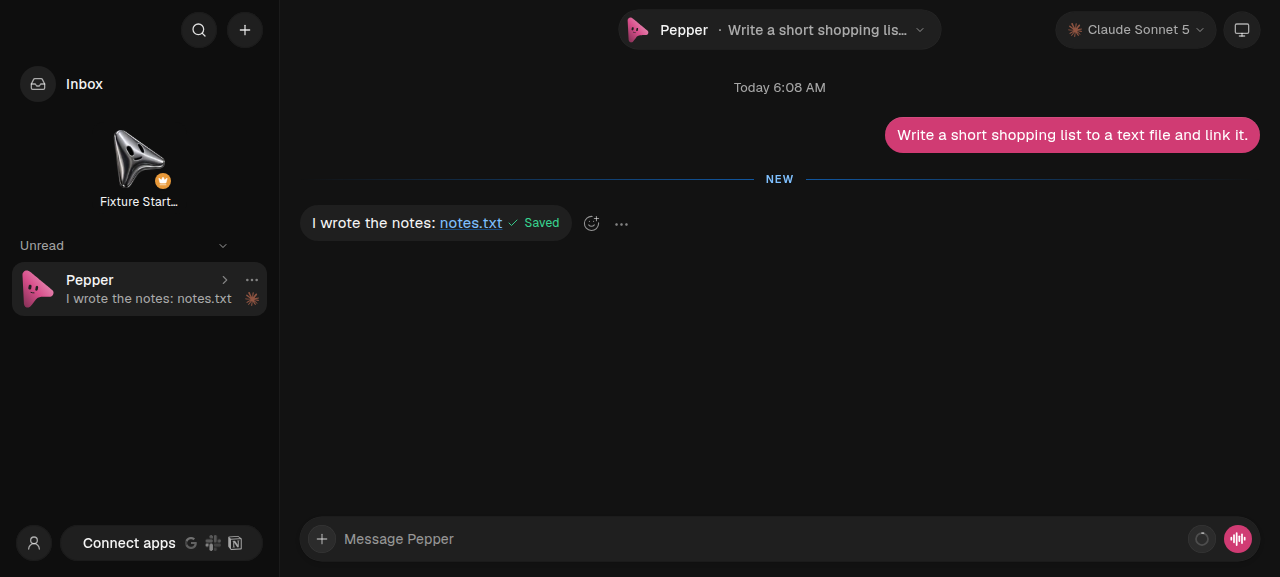 Inbox
Fixture Start...
Unread
Pepper
I wrote the notes: notes.txt
Connect apps
Pepper · Write a short shopping lis...
Claude Sonnet 5
Today 6:08 AM
Write a short shopping list to a text file and link it.
NEW
I wrote the notes: notes.txt ✓ Saved
Message Pepper